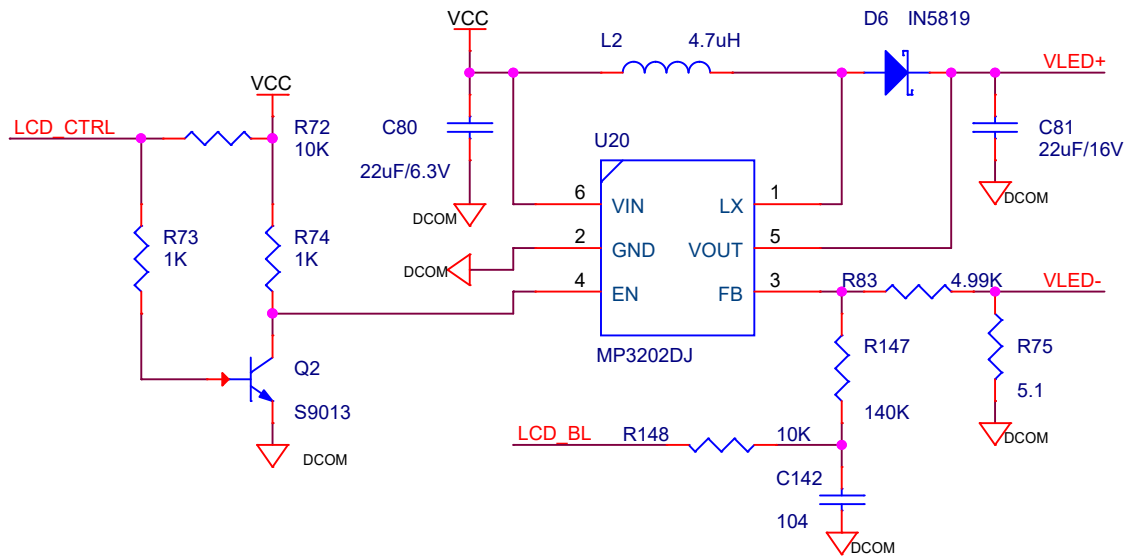 D6 IN5819
VCC
L2 4.7uH
VLED+
VCC
LCD_CTRL
R72
10K
C80
22uF/6.3V
U20
C81
22uF/16V
DCOM
DCOM
6 VIN LX 1
R73
1K
R74
1K
2 GND VOUT 5
DCOM
4 EN FB 3
R83 4.99K
VLED-
MP3202DJ
R147
140K
R75
5.1
Q2
S9013
LCD_BL
R148 10K
DCOM
C142
104
DCOM